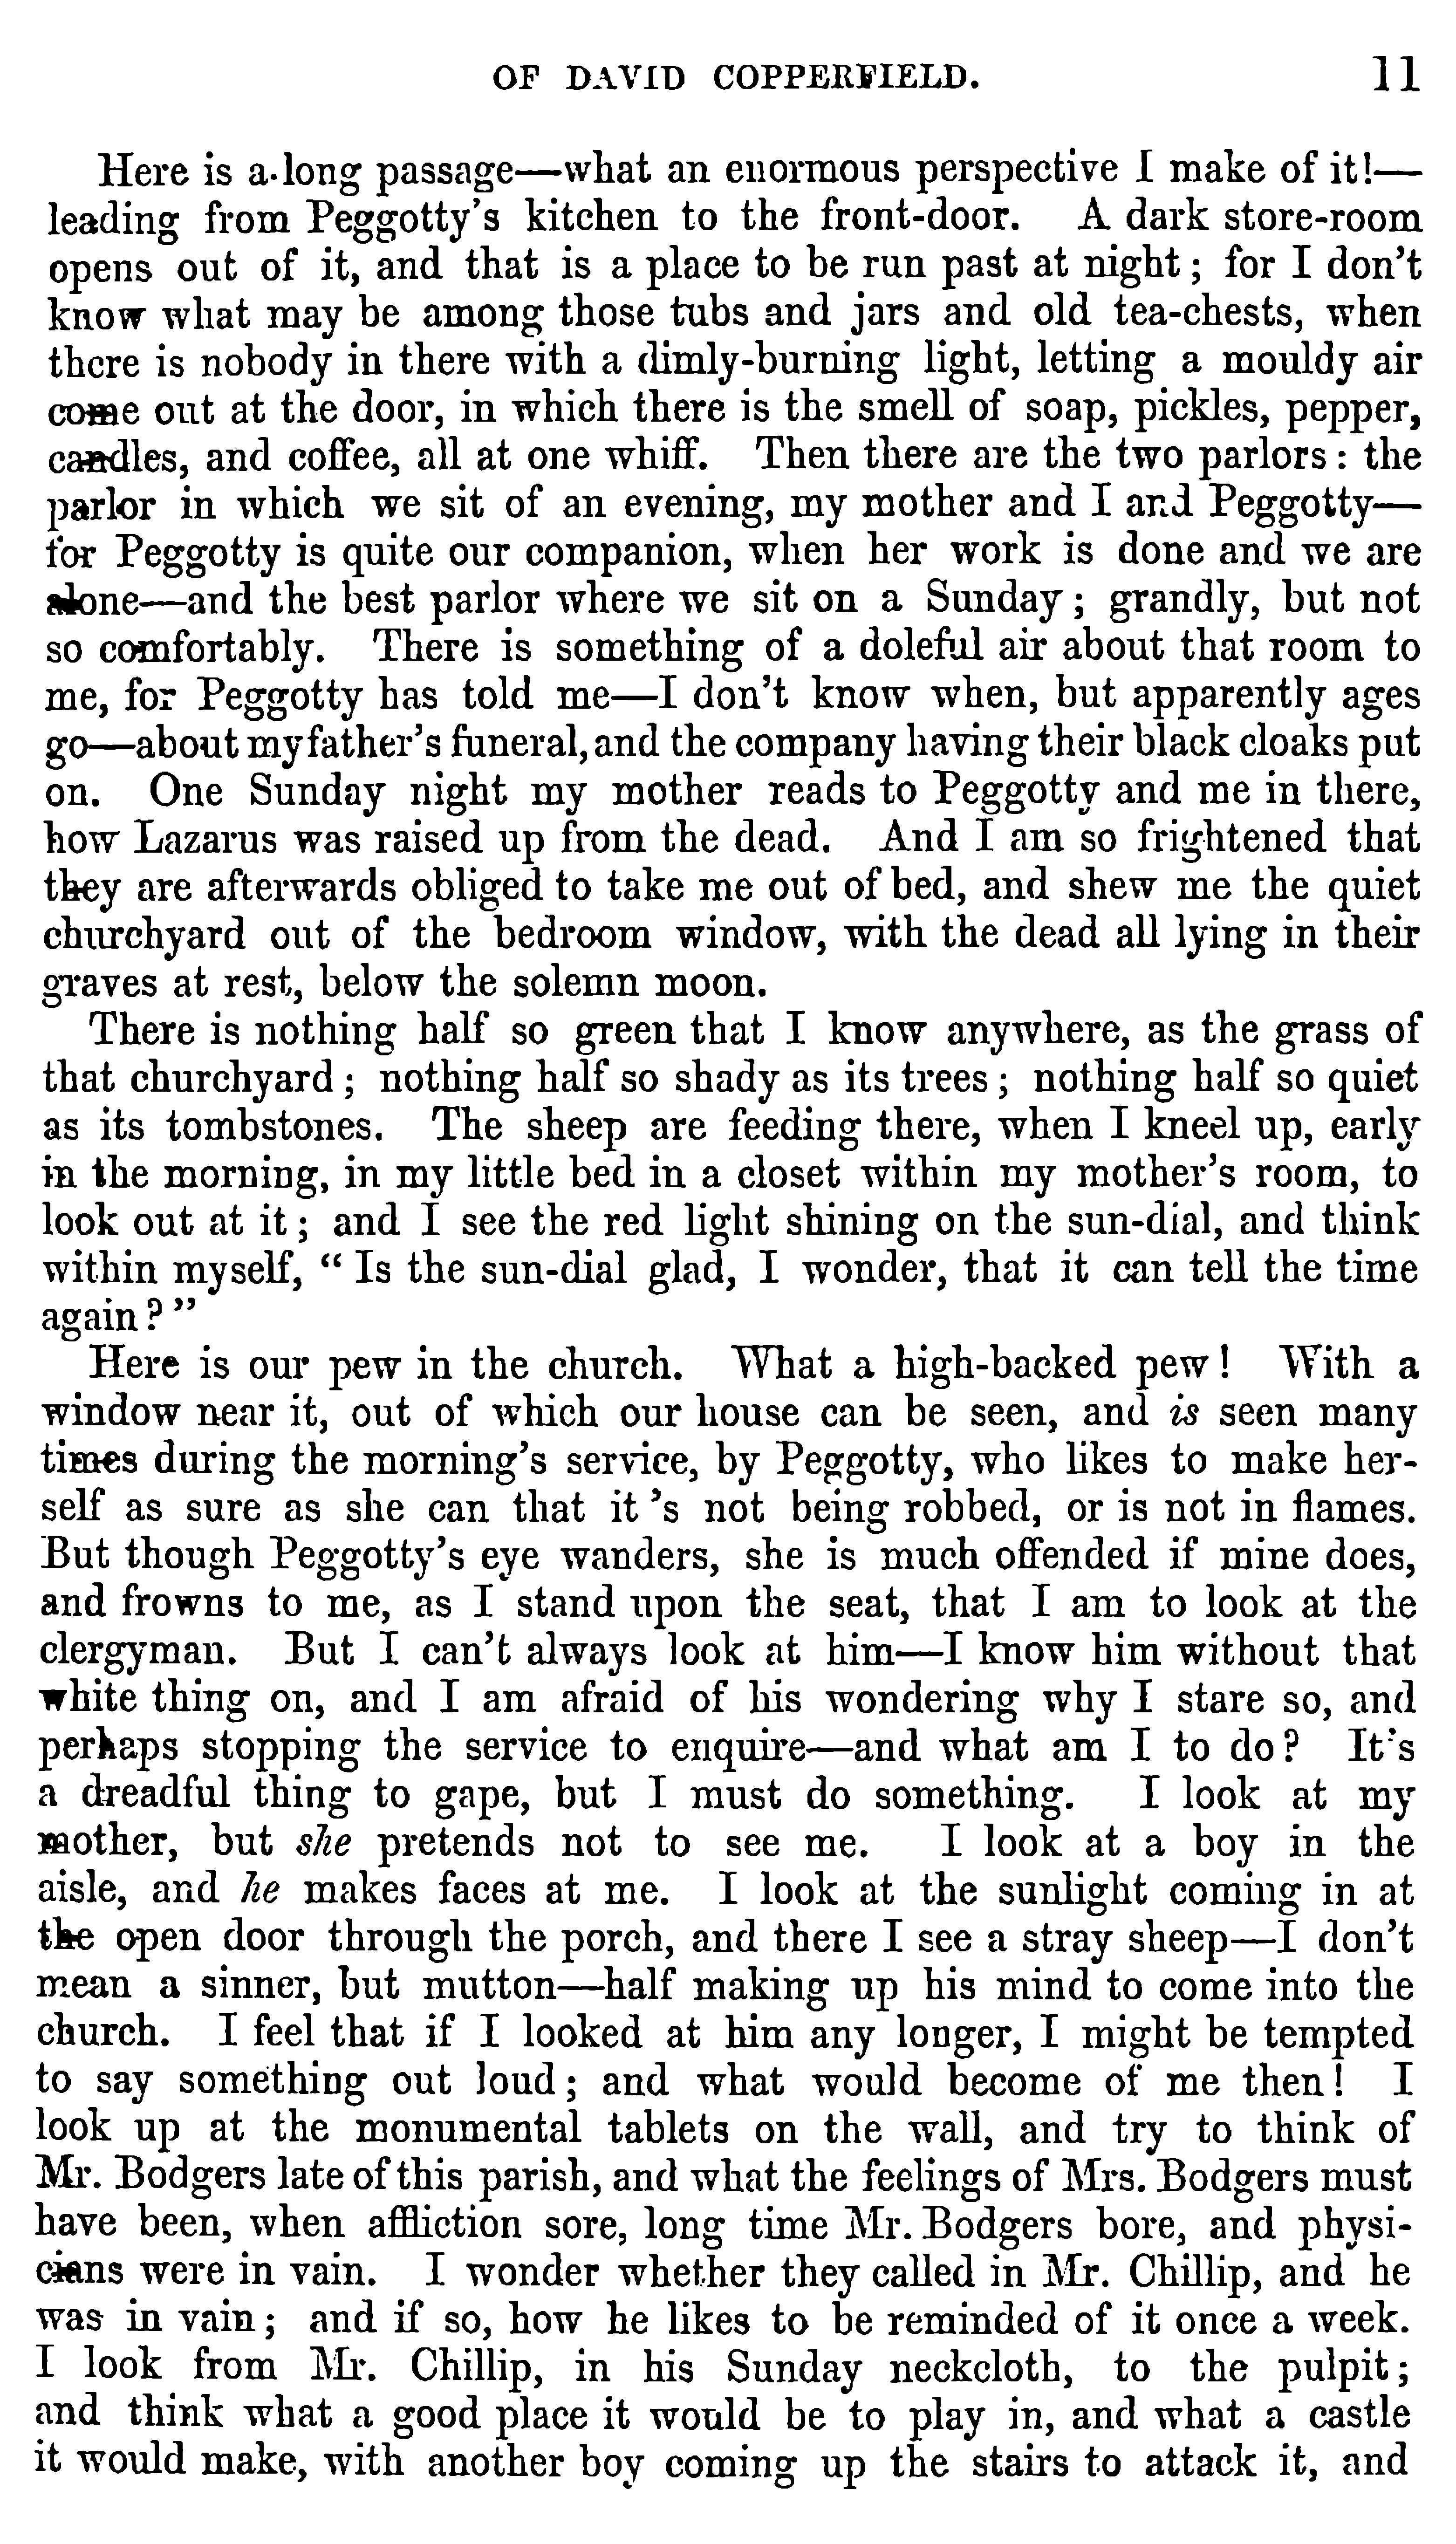 OF DAVID COPPERFIELD. 11
Here is a long passage—what an enormous perspective I make of it!—
leading from Peggotty's kitchen to the front-door. A dark store-room
opens out of it, and that is a place to be run past at night; for I don't
know what may be among those tubs and jars and old tea-chests, when
there is nobody in there with a dimly-burning light, letting a mouldy air
come out at the door, in which there is the smell of soap, pickles, pepper,
candles, and coffee, all at one whiff. Then there are the two parlors: the
parlor in which we sit of an evening, my mother and I and Peggotty—
for Peggotty is quite our companion, when her work is done and we are
alone—and the best parlor where we sit on a Sunday; grandly, but not
so comfortably. There is something of a doleful air about that room to
me, for Peggotty has told me—I don't know when, but apparently ages
go—about my father's funeral, and the company having their black cloaks put
on. One Sunday night my mother reads to Peggotty and me in there,
how Lazarus was raised up from the dead. And I am so frightened that
they are afterwards obliged to take me out of bed, and shew me the quiet
churchyard out of the bedroom window, with the dead all lying in their
graves at rest, below the solemn moon.
There is nothing half so green that I know anywhere, as the grass of
that churchyard; nothing half so shady as its trees; nothing half so quiet
as its tombstones. The sheep are feeding there, when I kneel up, early
in the morning, in my little bed in a closet within my mother's room, to
look out at it; and I see the red light shining on the sun-dial, and think
within myself, "Is the sun-dial glad, I wonder, that it can tell the time
again?"
Here is our pew in the church. What a high-backed pew! With a
window near it, out of which our house can be seen, and is seen many
times during the morning's service, by Peggotty, who likes to make her-
self as sure as she can that it 's not being robbed, or is not in flames.
But though Peggotty's eye wanders, she is much offended if mine does,
and frowns to me, as I stand upon the seat, that I am to look at the
clergyman. But I can't always look at him—I know him without that
white thing on, and I am afraid of his wondering why I stare so, and
perhaps stopping the service to enquire—and what am I to do? It's
a dreadful thing to gape, but I must do something. I look at my
mother, but she pretends not to see me. I look at a boy in the
aisle, and he makes faces at me. I look at the sunlight coming in at
the open door through the porch, and there I see a stray sheep—I don't
mean a sinner, but mutton—half making up his mind to come into the
church. I feel that if I looked at him any longer, I might be tempted
to say something out loud; and what would become of me then! I
look up at the monumental tablets on the wall, and try to think of
Mr. Bodgers late of this parish, and what the feelings of Mrs. Bodgers must
have been, when affliction sore, long time Mr. Bodgers bore, and physi-
cians were in vain. I wonder whether they called in Mr. Chillip, and he
was in vain; and if so, how he likes to be reminded of it once a week.
I look from Mr. Chillip, in his Sunday neckcloth, to the pulpit;
and think what a good place it would be to play in, and what a castle
it would make, with another boy coming up the stairs to attack it, and